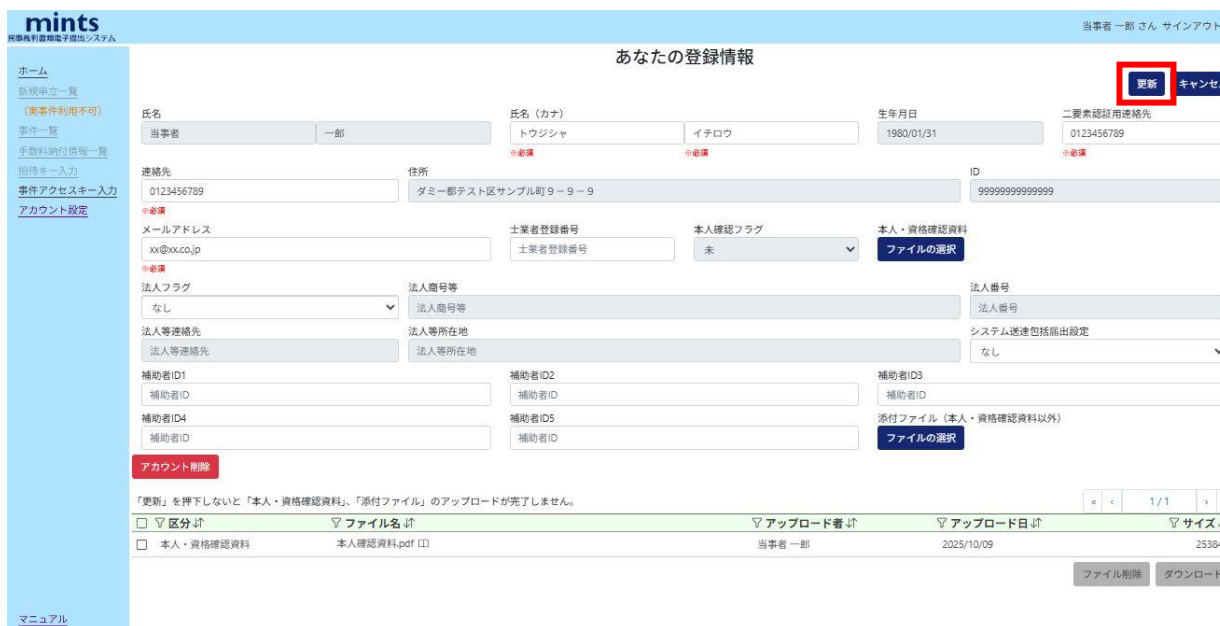 mints
民事裁判書類電子提出システム
当事者 一郎 さん サインアウト
ホーム
新規申立一覧
（実事件利用不可）
事件一覧
手数料納付情報一覧
招待キー入力
事件アクセスキー入力
アカウント設定
マニュアル
あなたの登録情報
更新 キャンセ
氏名 氏名（カナ） 生年月日 二要素認証用連絡先
当事者 一郎 トウジシャ イチロウ 1980/01/31 0123456789
※必須 ※必須 ※必須
連絡先 住所 ID
0123456789 ダミー都テスト区サンプル町９－９－９ 99999999999999
※必須
メールアドレス 士業者登録番号 本人確認フラグ 本人・資格確認資料
xx@xx.co.jp 士業者登録番号 未 ファイルの選択
※必須
法人フラグ 法人商号等 法人番号
なし 法人商号等 法人番号
法人等連絡先 法人等所在地 システム送達包括届出設定
法人等連絡先 法人等所在地 なし
補助者ID1 補助者ID2 補助者ID3
補助者ID 補助者ID 補助者ID
補助者ID4 補助者ID5 添付ファイル（本人・資格確認資料以外）
補助者ID 補助者ID ファイルの選択
アカウント削除
「更新」を押下しないと「本人・資格確認資料」、「添付ファイル」のアップロードが完了しません。
« ‹ 1/1 ›
区分 ファイル名 アップロード者 アップロード日 サイズ
本人・資格確認資料 本人確認資料.pdf 当事者 一郎 2025/10/09 25384
ファイル削除 ダウンロード